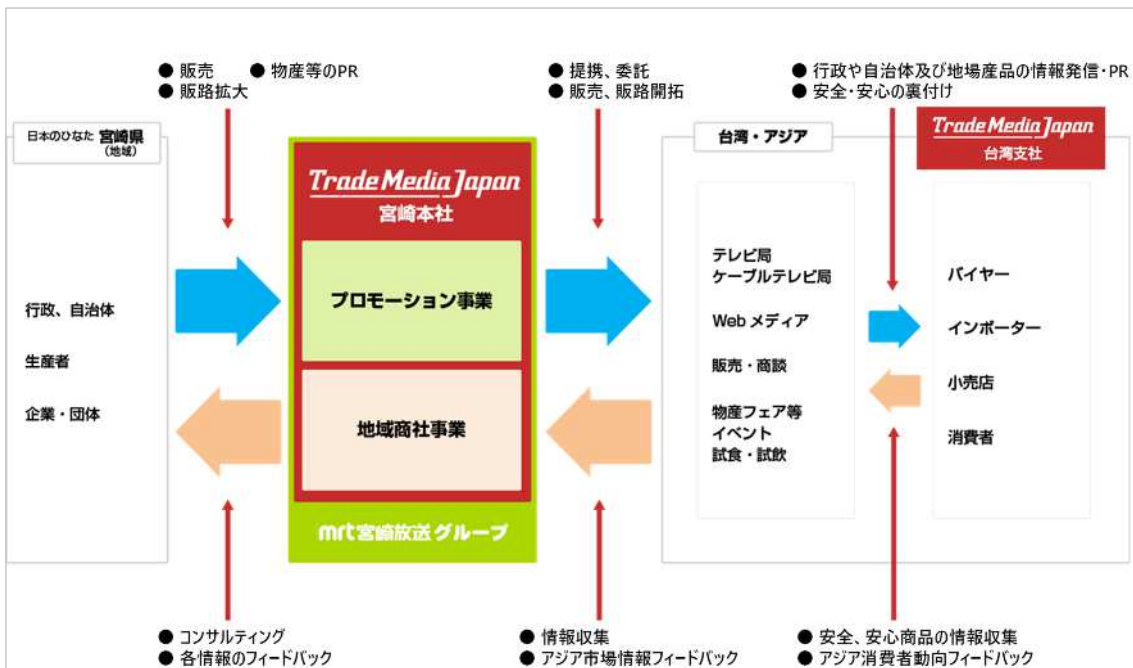 ● 販売 ● 物産等のPR
● 販路拡大
● 提携、委託
● 販売、販路開拓
● 行政や自治体及び地場産品の情報発信・PR
● 安全・安心の裏付け
日本のひなた 宮崎県
(地域)
行政、自治体
生産者
企業・団体
Trade Media Japan
宮崎本社
プロモーション事業
地域商社事業
mrt宮崎放送グループ
台湾・アジア
Trade Media Japan
台湾支社
テレビ局
ケーブルテレビ局
Web メディア
販売・商談
物産フェア等
イベント
試食・試飲
バイヤー
インポーター
小売店
消費者
● コンサルティング
● 各情報のフィードバック
● 情報収集
● アジア市場情報フィードバック
● 安全、安心商品の情報収集
● アジア消費者動向フィードバック